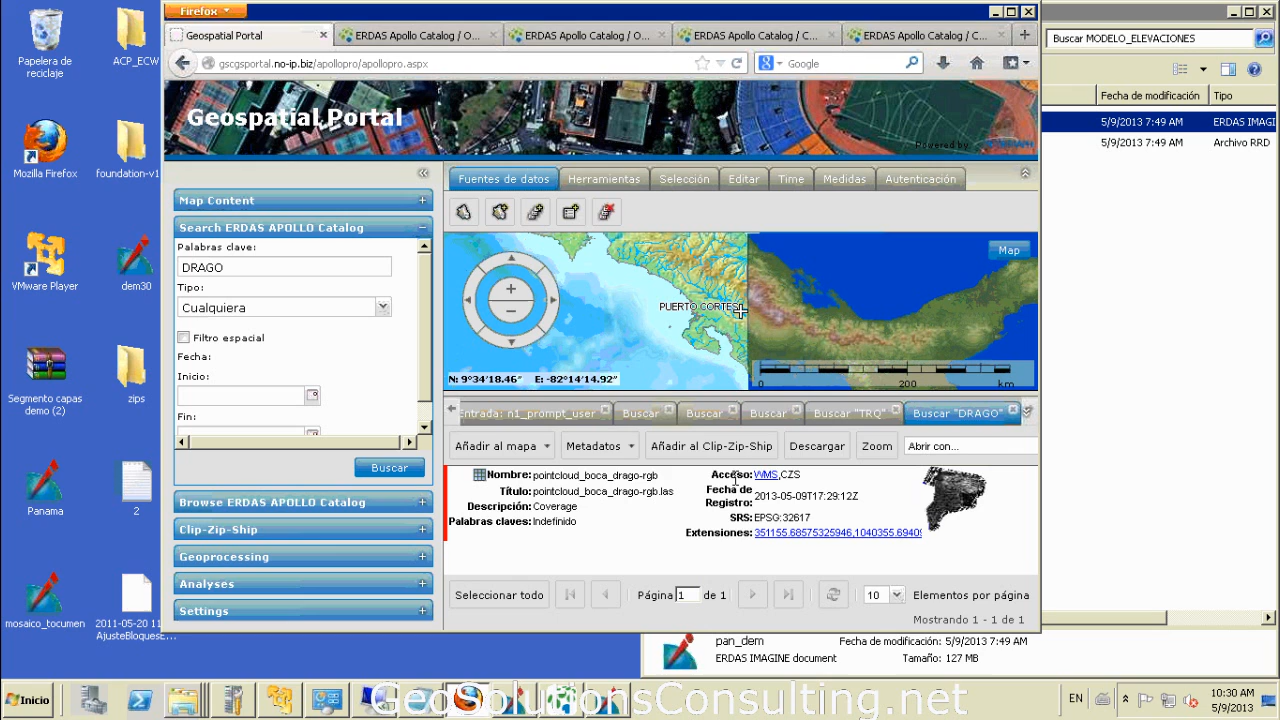 Papelera de
reciclaje
ACP_ECW
Mozilla Firefox
foundation-v1
VMware Player
dem30
Segmento capas
demo (2)
zips
Panama
2
mosaico_tocumen
2011-05-20 11
AjusteBloquesE...
Firefox
Geospatial Portal
ERDAS Apollo Catalog / O...
ERDAS Apollo Catalog / O...
ERDAS Apollo Catalog / C...
ERDAS Apollo Catalog / C...
gscgsportal.no-ip.biz/apollopro/apollopro.aspx
Google
Geospatial Portal
Powered by
Map Content
Search ERDAS APOLLO Catalog
Palabras clave:
DRAGO
Tipo:
Cualquiera
Filtro espacial
Fecha:
Inicio:
Fin:
Buscar
Browse ERDAS APOLLO Catalog
Clip-Zip-Ship
Geoprocessing
Analyses
Settings
Fuentes de datos
Herramientas
Selección
Editar
Time
Medidas
Autenticación
Map
PUERTO CORTES
N: 9°34'18.46" E: -82°14'14.92"
0 200 km
Entrada: n1_prompt_user
Buscar
Buscar
Buscar
Buscar "TRQ"
Buscar "DRAGO"
Añadir al mapa
Metadatos
Añadir al Clip-Zip-Ship
Descargar
Zoom
Abrir con...
Nombre: pointcloud_boca_drago-rgb
Título: pointcloud_boca_drago-rgb.las
Descripción: Coverage
Palabras claves: Indefinido
Acceso: WMS,CZS
Fecha de
Registro: 2013-05-09T17:29:12Z
SRS: EPSG:32617
Extensiones: 351155.68575325946,1040355.69409
Seleccionar todo
Página 1 de 1
10 Elementos por página
Mostrando 1 - 1 de 1
Buscar MODELO_ELEVACIONES
Fecha de modificación
Tipo
5/9/2013 7:49 AM ERDAS IMAGI
5/9/2013 7:49 AM Archivo RRD
pan_dem
ERDAS IMAGINE document
Fecha de modificación: 5/9/2013 7:49 AM
Tamaño: 127 MB
Inicio
GeoSolutionsConsulting.net
EN
10:30 AM
5/9/2013